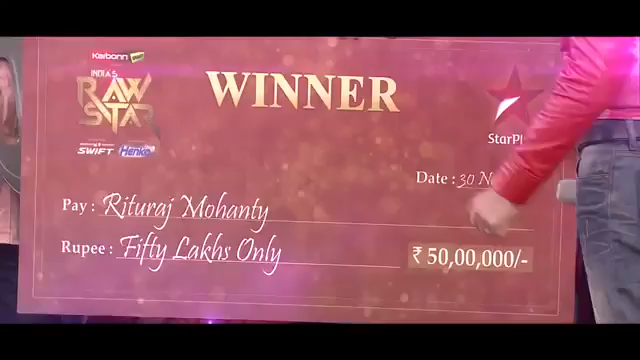 Karbonn
INDIA'S
RAW
STAR
SWIFT
Henko
WINNER
StarPl
Date : 30 N
Pay : Rituraj Mohanty
Rupee : Fifty Lakhs Only
₹ 50,00,000/-